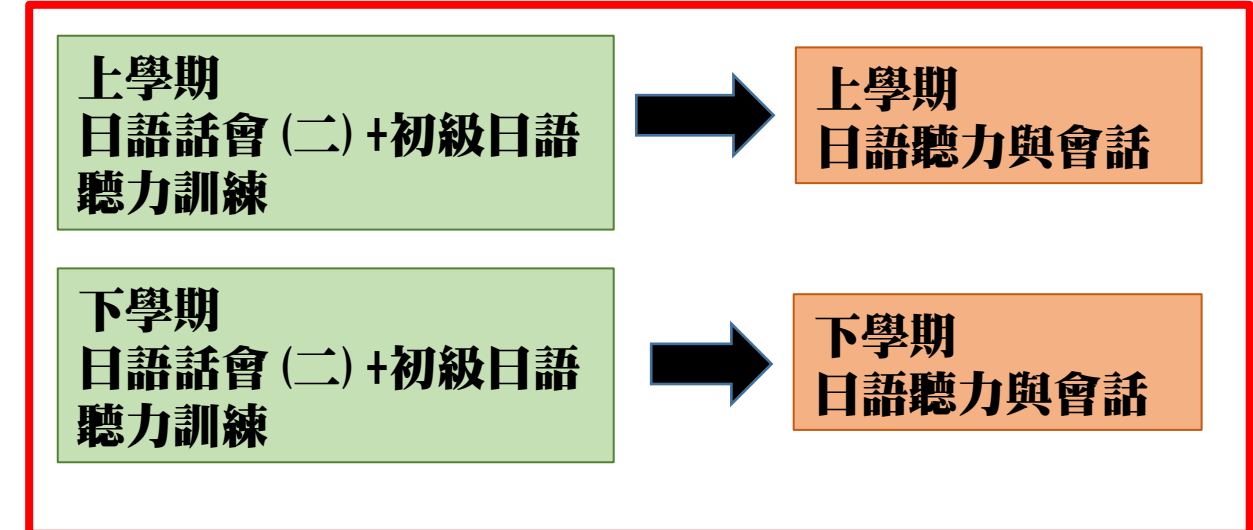 上學期
日語話會(二)+初級日語
聽力訓練
上學期
日語聽力與會話
下學期
日語話會(二)+初級日語
聽力訓練
下學期
日語聽力與會話